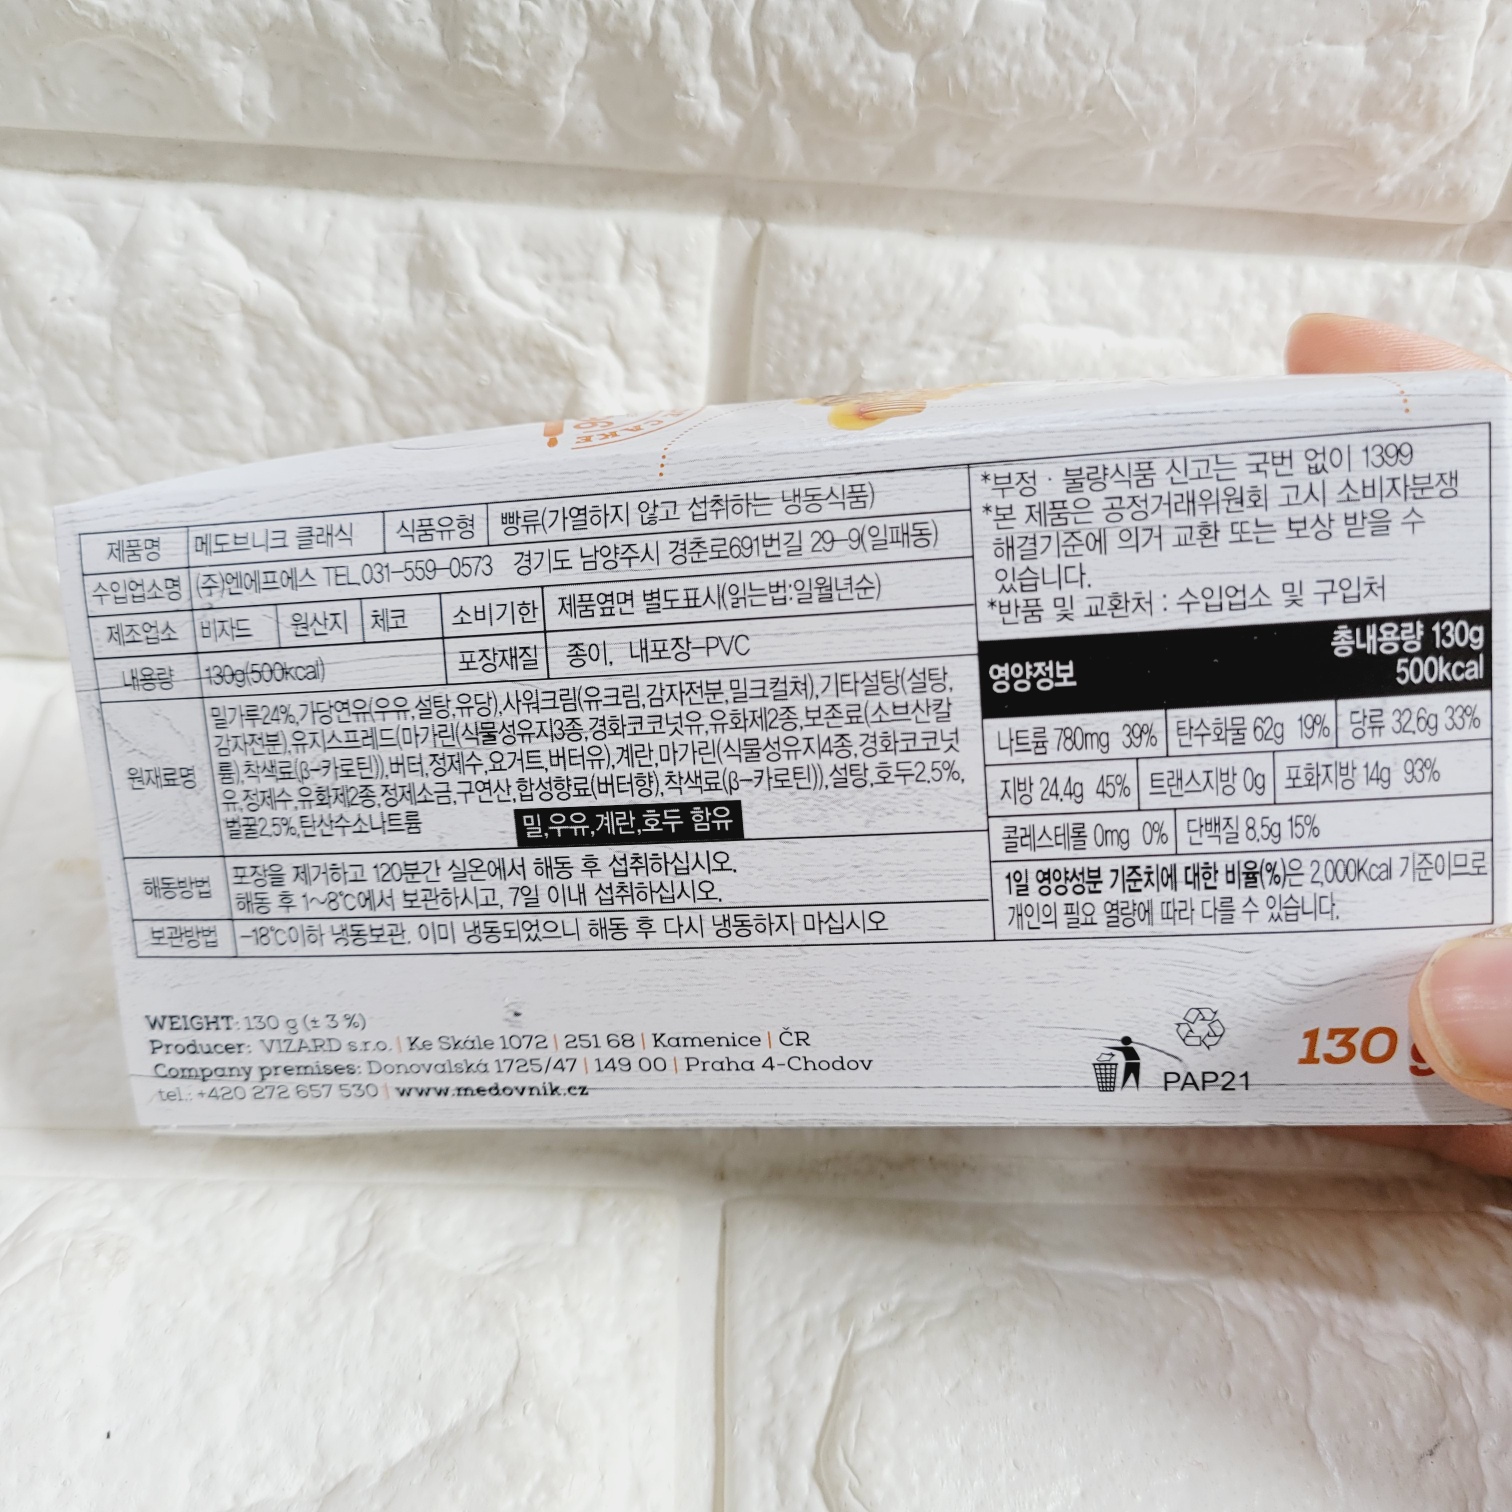 CAKE
제품명 메도브니크 클래식 식품유형 빵류(가열하지 않고 섭취하는 냉동식품)
수입업소명 (주)엔에프에스 TEL.031-559-0573 경기도 남양주시 경춘로691번길 29-9(일패동)
제조업소 비자드 원산지 체코 소비기한 제품옆면 별도표시(읽는법:일월년순)
내용량 130g(500kcal) 포장재질 종이, 내포장-PVC
원재료명
밀가루24%,가당연유(우유,설탕,유당),사워크림(유크림,감자전분,밀크컬쳐),기타설탕(설탕,
감자전분),유지스프레드(마가린(식물성유지3종,경화코코넛유,유화제2종,보존료(소브산칼
륨),착색료(β-카로틴)),버터,정제수,요거트,버터유),계란,마가린(식물성유지4종,경화코코넛
유,정제수,유화제2종,정제소금,구연산,합성향료(버터향),착색료(β-카로틴)),설탕,호두2.5%,
벌꿀2.5%,탄산수소나트륨 밀,우유,계란,호두 함유
해동방법 포장을 제거하고 120분간 실온에서 해동 후 섭취하십시오.
해동 후 1~8℃에서 보관하시고, 7일 이내 섭취하십시오.
보관방법 -18℃이하 냉동보관. 이미 냉동되었으니 해동 후 다시 냉동하지 마십시오
*부정·불량식품 신고는 국번 없이 1399
*본 제품은 공정거래위원회 고시 소비자분쟁
해결기준에 의거 교환 또는 보상 받을 수
있습니다.
*반품 및 교환처 : 수입업소 및 구입처
영양정보 총내용량 130g
500kcal
나트륨 780mg 39% 탄수화물 62g 19% 당류 32.6g 33%
지방 24.4g 45% 트랜스지방 0g 포화지방 14g 93%
콜레스테롤 0mg 0% 단백질 8.5g 15%
1일 영양성분 기준치에 대한 비율(%)은 2,000Kcal 기준이므로
개인의 필요 열량에 따라 다를 수 있습니다.
WEIGHT: 130 g (± 3 %)
Producer: VIZARD s.r.o. | Ke Skále 1072 | 251 68 | Kamenice | ČR
Company premises: Donovalská 1725/47 | 149 00 | Praha 4-Chodov
tel.: +420 272 657 530 | www.medovnik.cz
PAP21
130 g